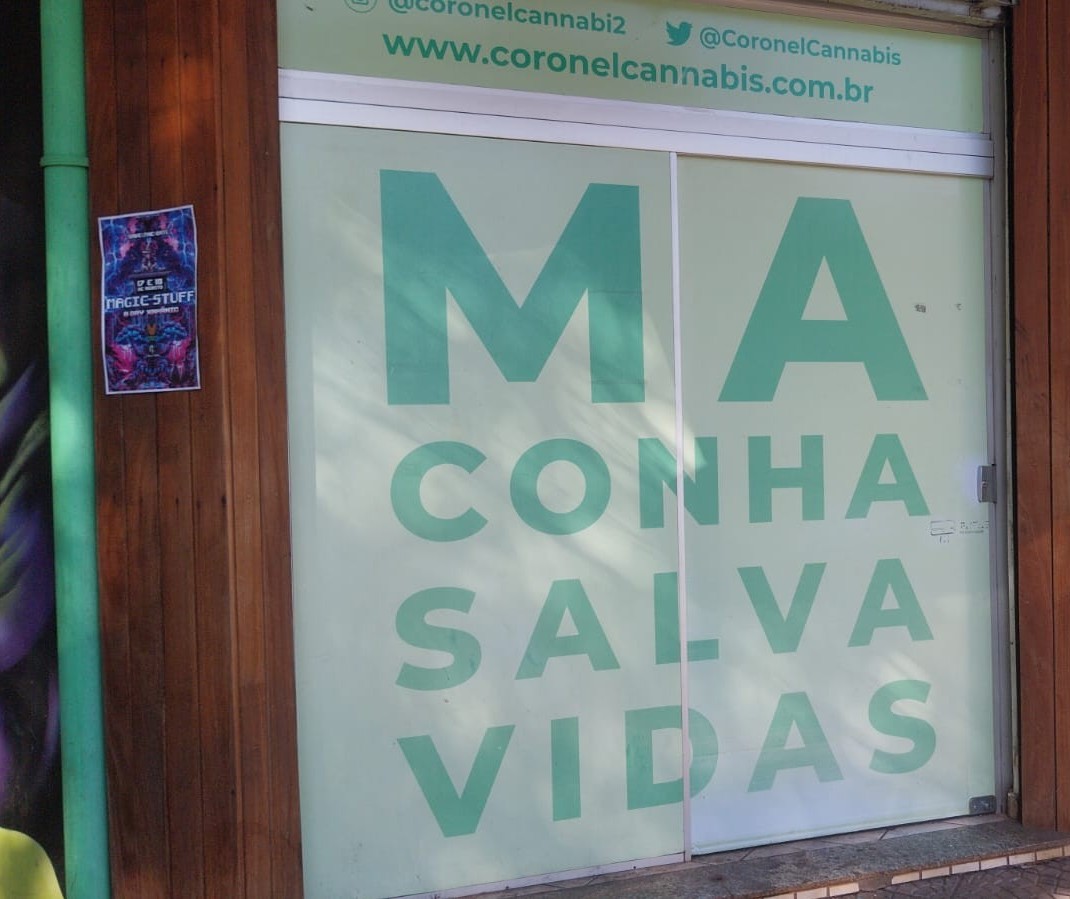 @coronelcannabi2 @CoronelCannabis
www.coronelcannabis.com.br
MAGIC-STUFF
MA
CONHA
SALVA
VIDAS